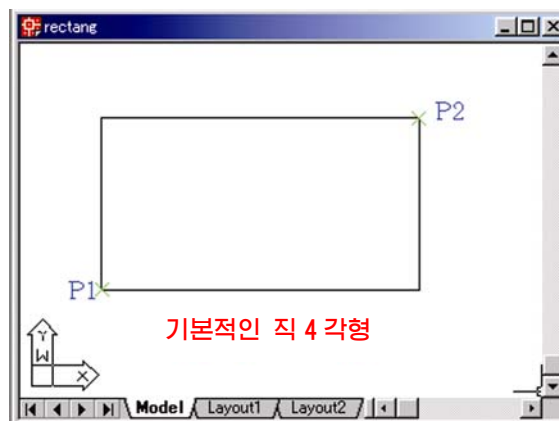 rectang
P2
P1
기본적인 직 4 각형
Y
W
X
Model Layout1 Layout2